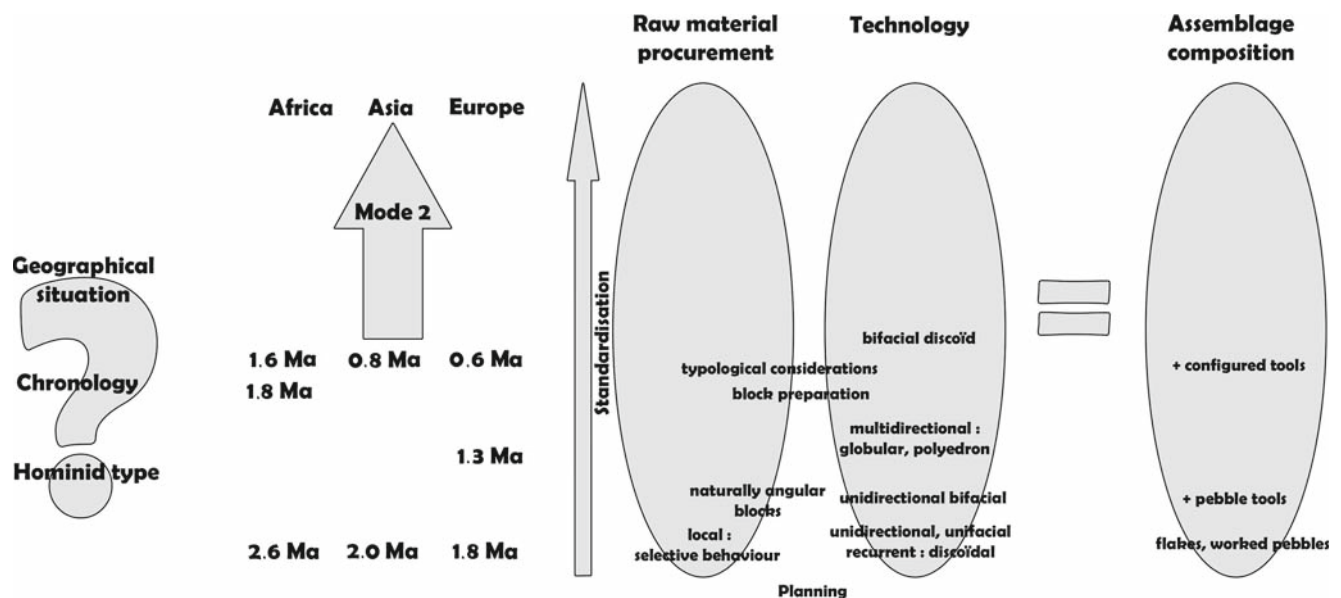 Raw material
procurement
Technology
Assemblage
composition
Africa
Asia
Europe
Mode 2
Geographical
situation
Chronology
Hominid type
1.6 Ma
0.8 Ma
0.6 Ma
1.8 Ma
1.3 Ma
2.6 Ma
2.0 Ma
1.8 Ma
Standardisation
typological considerations
block preparation
naturally angular
blocks
local :
selective behaviour
bifacial discoïd
multidirectional :
globular, polyedron
unidirectional bifacial
unidirectional, unifacial
recurrent : discoïdal
Planning
+ configured tools
+ pebble tools
flakes, worked pebbles